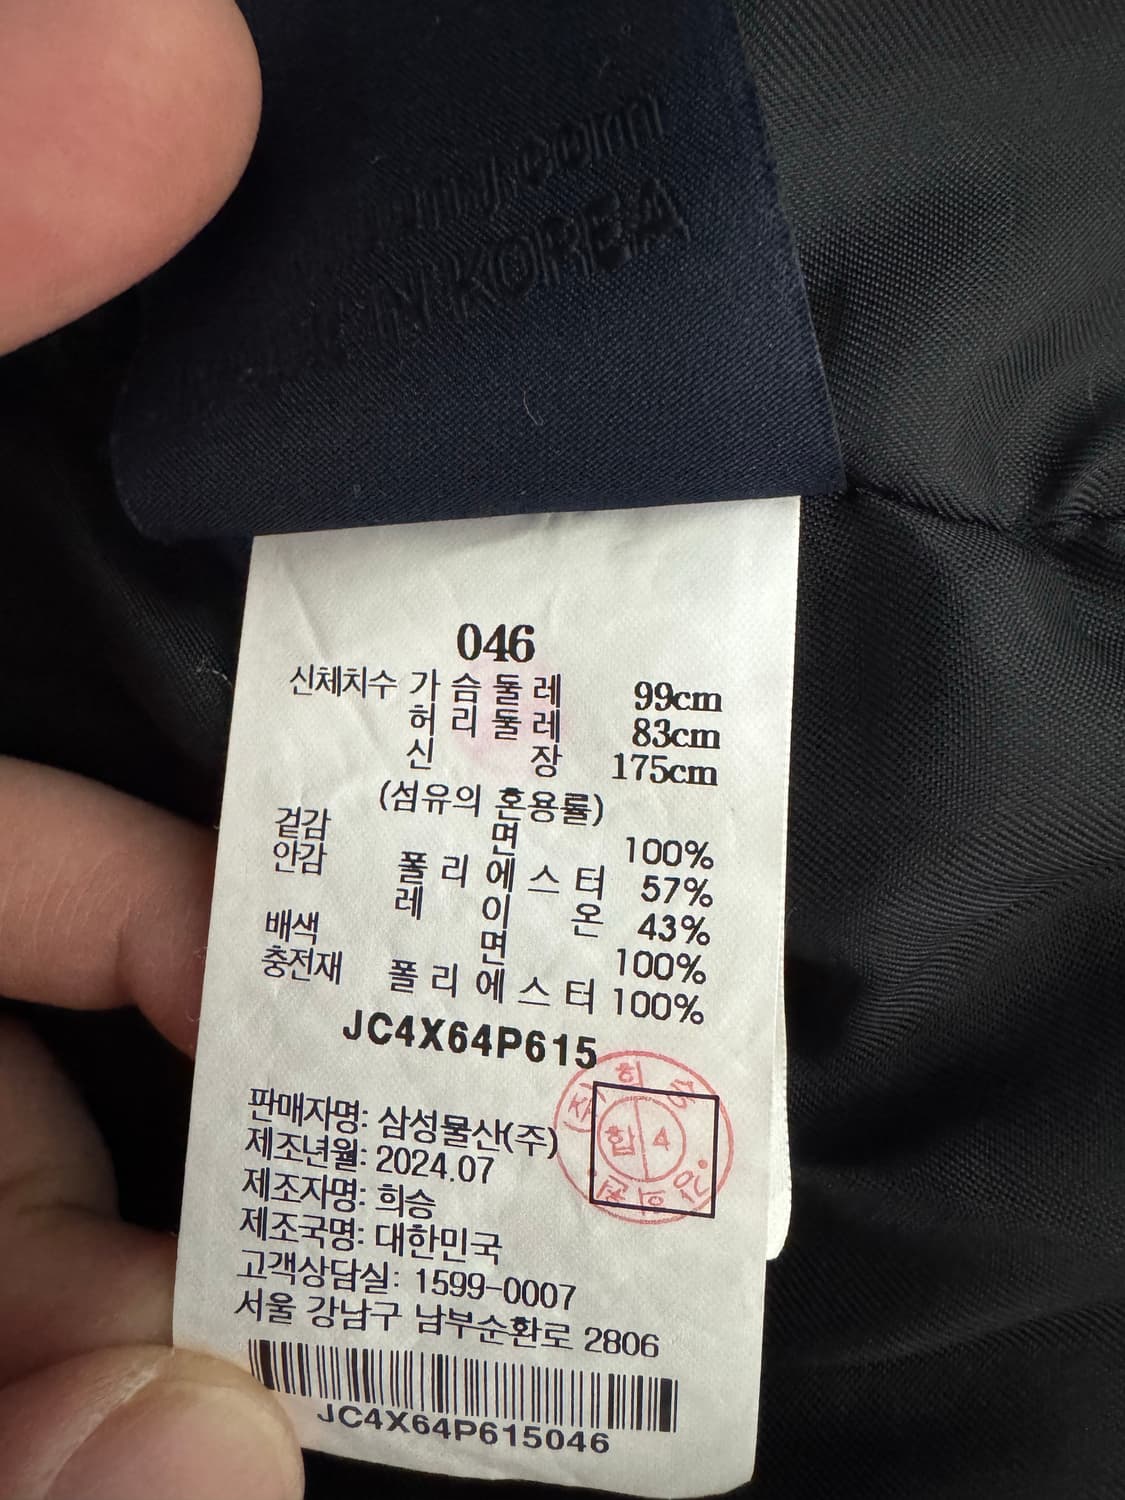 .com
KOREA
046
신체치수 가슴둘레 99cm
허리둘레 83cm
신장 175cm
(섬유의 혼용률)
겉감 면 100%
안감 폴리에스터 57%
레이온 43%
배색 면 100%
충전재 폴리에스터 100%
JC4X64P615
판매자명: 삼성물산(주)
제조년월: 2024.07
제조자명: 희승
제조국명: 대한민국
고객상담실: 1599-0007
서울 강남구 남부순환로 2806
합 4
JC4X64P615046